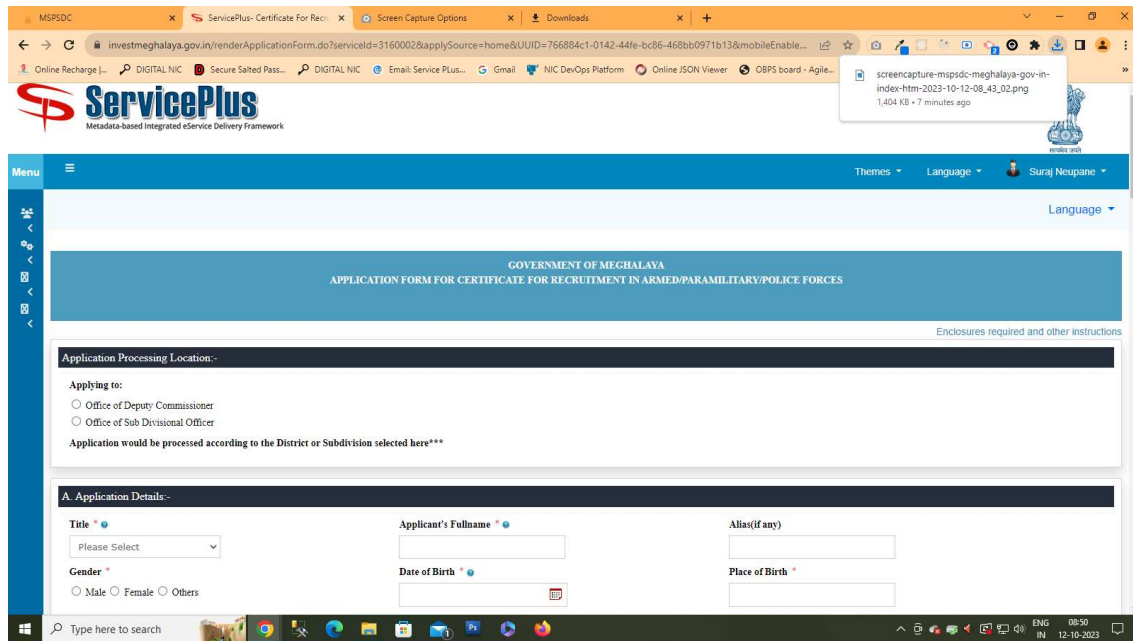 MSPSDC
ServicePlus- Certificate For Recr
Screen Capture Options
Downloads
investmeghalaya.gov.in/renderApplicationForm.do?serviceId=3160002&applySource=home&UUID=766884c1-0142-44fe-bc86-468bb0971b13&mobileEnable...
Online Recharge |...
DIGITAL NIC
Secure Salted Pass...
DIGITAL NIC
Email: Service PLus...
Gmail
NIC DevOps Platform
Online JSON Viewer
OBPS board - Agile...
screencapture-mspsdc-meghalaya-gov-in-
index-htm-2023-10-12-08_43_02.png
1,404 KB • 7 minutes ago
ServicePlus
Metadata-based Integrated eService Delivery Framework
सत्यमेव जयते
Menu
Themes
Language
Suraj Neupane
Language
GOVERNMENT OF MEGHALAYA
APPLICATION FORM FOR CERTIFICATE FOR RECRUITMENT IN ARMED/PARAMILITARY/POLICE FORCES
Enclosures required and other instructions
Application Processing Location:-
Applying to:
Office of Deputy Commissioner
Office of Sub Divisional Officer
Application would be processed according to the District or Subdivision selected here***
A. Application Details:-
Title * Applicant's Fullname * Alias(if any)
Please Select
Gender * Date of Birth * Place of Birth *
Male Female Others
Type here to search
ENG 08:50
IN 12-10-2023